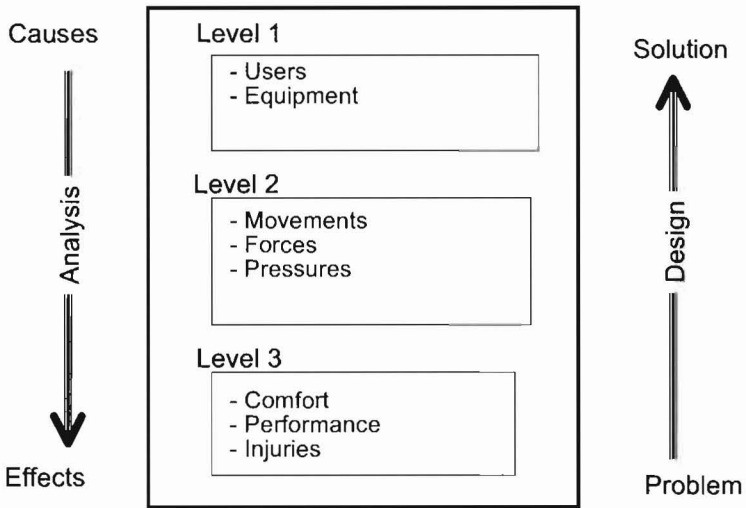 Causes
Analysis
Effects
Level 1
- Users
- Equipment
Level 2
- Movements
- Forces
- Pressures
Level 3
- Comfort
- Performance
- Injuries
Solution
Design
Problem